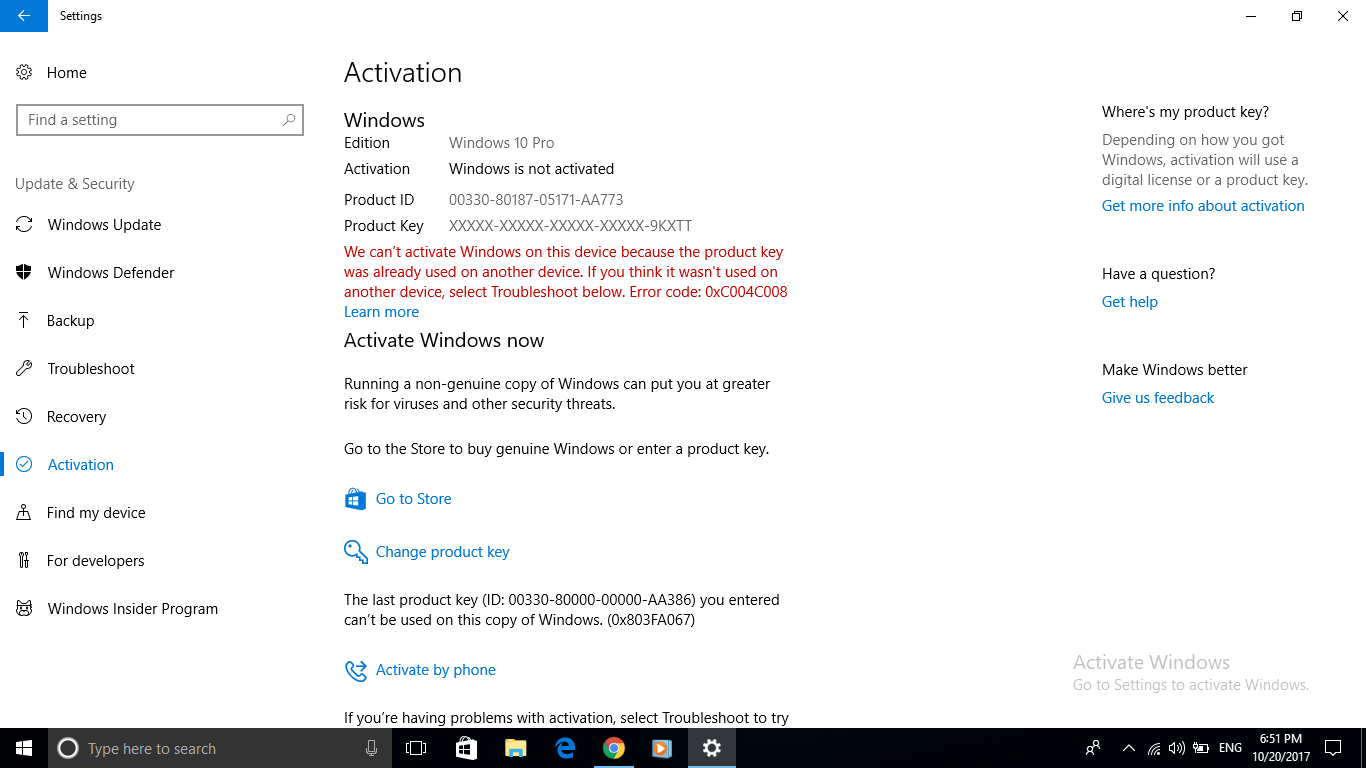 Settings
Home
Find a setting
Update & Security
Windows Update
Windows Defender
Backup
Troubleshoot
Recovery
Activation
Find my device
For developers
Windows Insider Program
Activation
Windows
Edition Windows 10 Pro
Activation Windows is not activated
Product ID 00330-80187-05171-AA773
Product Key XXXXX-XXXXX-XXXXX-XXXXX-9KXTT
We can't activate Windows on this device because the product key
was already used on another device. If you think it wasn't used on
another device, select Troubleshoot below. Error code: 0xC004C008
Learn more
Activate Windows now
Running a non-genuine copy of Windows can put you at greater
risk for viruses and other security threats.
Go to the Store to buy genuine Windows or enter a product key.
Go to Store
Change product key
The last product key (ID: 00330-80000-00000-AA386) you entered
can't be used on this copy of Windows. (0x803FA067)
Activate by phone
If you're having problems with activation, select Troubleshoot to try
Where's my product key?
Depending on how you got
Windows, activation will use a
digital license or a product key.
Get more info about activation
Have a question?
Get help
Make Windows better
Give us feedback
Activate Windows
Go to Settings to activate Windows.
Type here to search
ENG
6:51 PM
10/20/2017